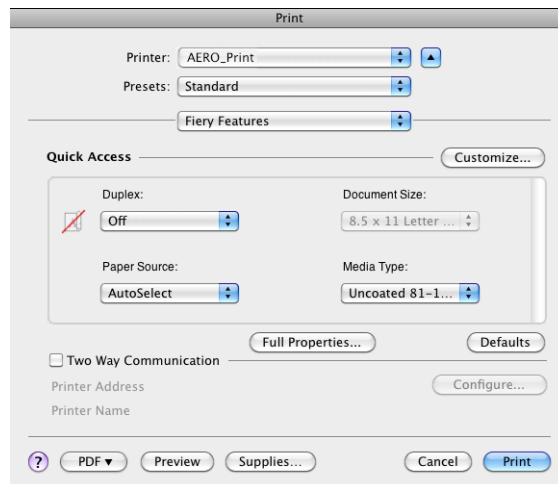 Print
Printer: AERO_Print
Presets: Standard
Fiery Features
Quick Access Customize...
Duplex: Document Size:
Off 8.5 x 11 Letter ...
Paper Source: Media Type:
AutoSelect Uncoated 81-1...
Full Properties... Defaults
Two Way Communication
Printer Address Configure...
Printer Name
? PDF ▼ Preview Supplies... Cancel Print